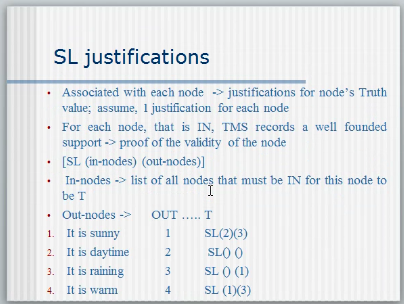 SL justifications
• Associated with each node -> justifications for node's Truth
value; assume, 1 justification for each node
• For each node, that is IN, TMS records a well founded
support -> proof of the validity of the node
• [SL (in-nodes) (out-nodes)]
• In-nodes -> list of all nodes that must be IN for this node to
be T
• Out-nodes -> OUT ..... T
1. It is sunny 1 SL(2)(3)
2. It is daytime 2 SL() ()
3. It is raining 3 SL () (1)
4. It is warm 4 SL (1)(3)